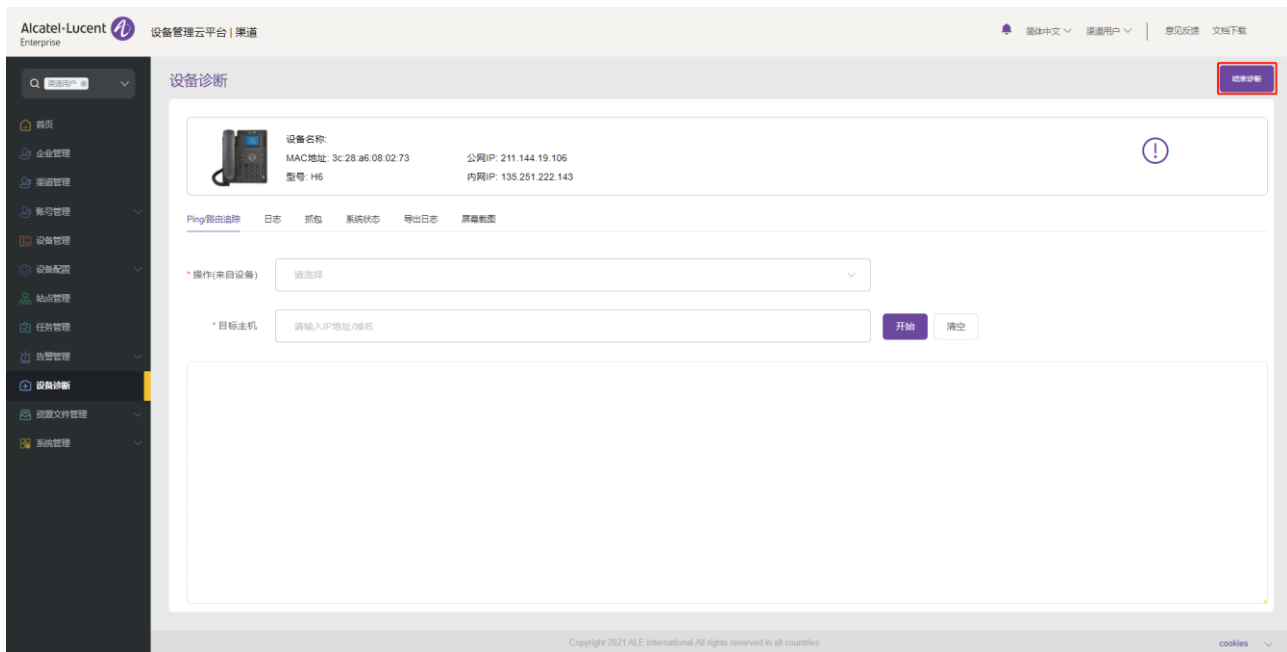 Alcatel·Lucent Enterprise
设备管理云平台 | 渠道
简体中文
渠道用户
意见反馈
文档下载
渠道用户
设备诊断
结束诊断
首页
企业管理
渠道管理
账号管理
设备管理
设备配置
站点管理
任务管理
告警管理
设备诊断
资源文件管理
系统管理
设备名称:
MAC地址: 3c:28:a6:08:02:73
公网IP: 211.144.19.106
型号: H6
内网IP: 135.251.222.143
Ping/路由追踪 日志 抓包 系统状态 导出日志 屏幕截图
*操作(来自设备) 请选择
*目标主机 请输入IP地址/域名 开始 清空
Copyright 2021 ALE International.All rights reserved in all countries
cookies